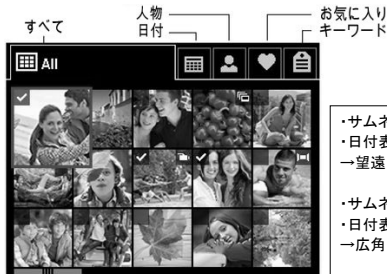 すべて
人物
日付
お気に入り
キーワード
All
・サムネ
・日付表
→望遠
・サムネ
・日付表
→広角